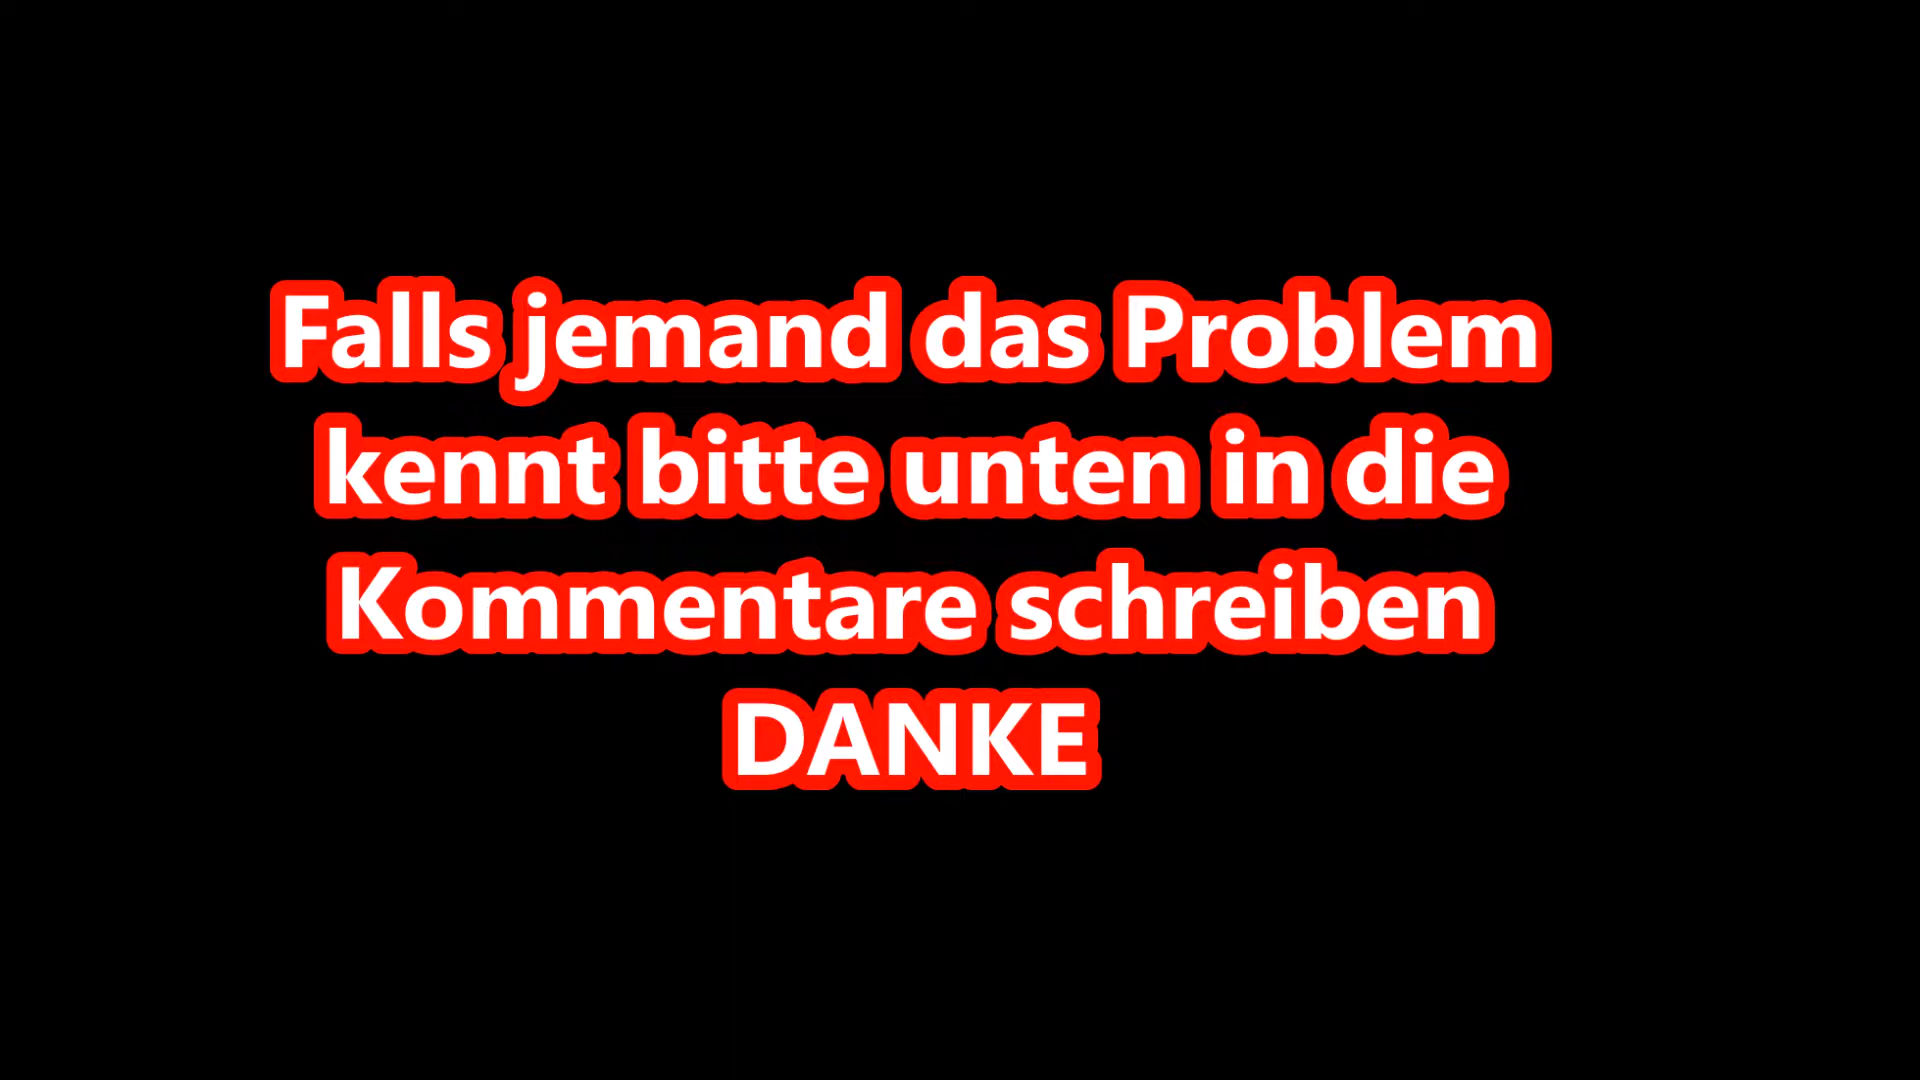 Falls jemand das Problem
kennt bitte unten in die
Kommentare schreiben
DANKE